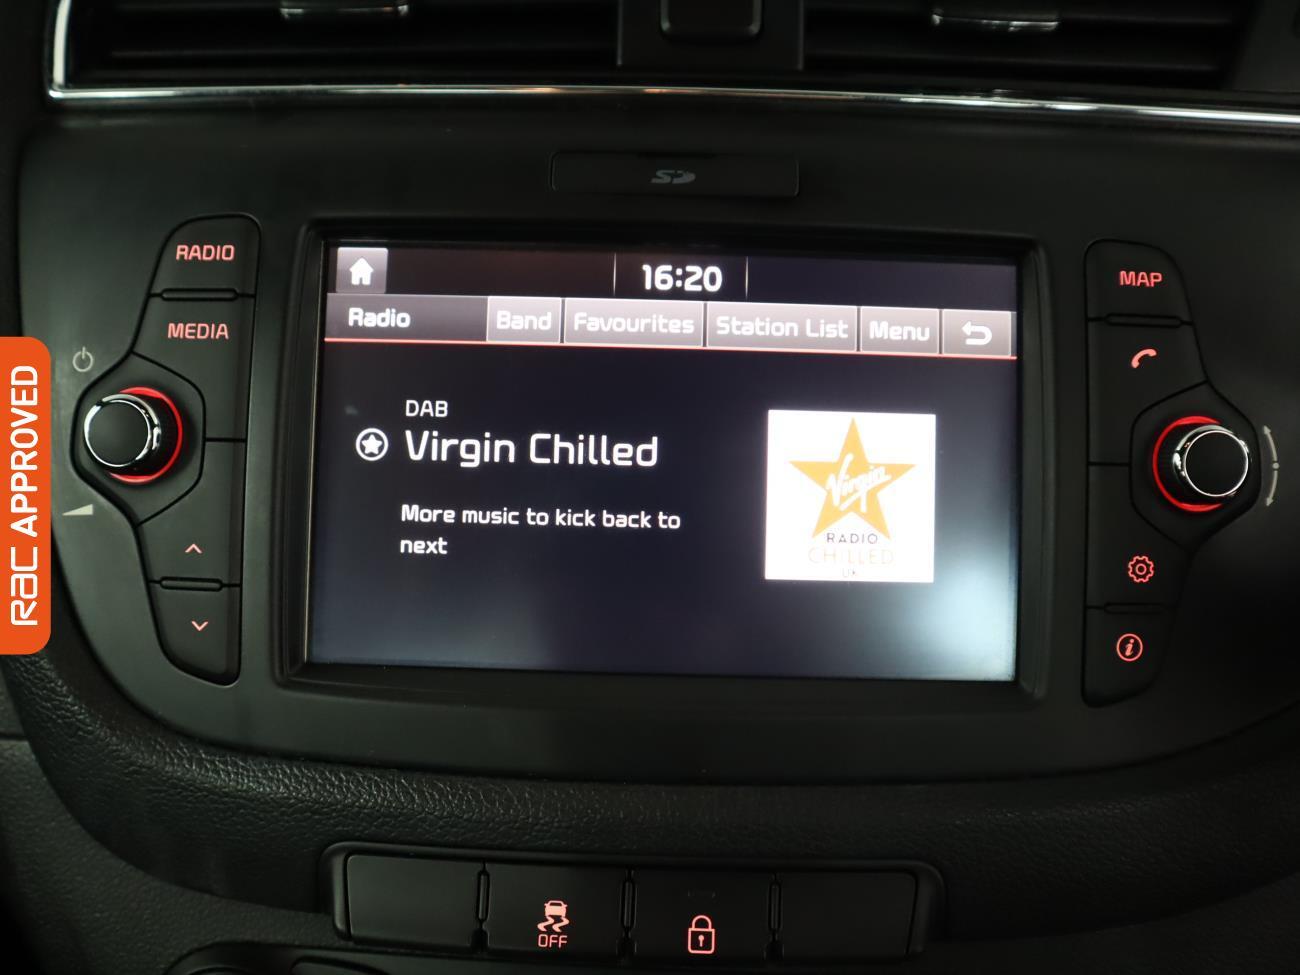 SD
RADIO
MEDIA
16:20
Radio
Band
Favourites
Station List
Menu
DAB
Virgin Chilled
More music to kick back to
next
Virgin
RADIO
CHILLED
UK
MAP
i
OFF
RAC APPROVED